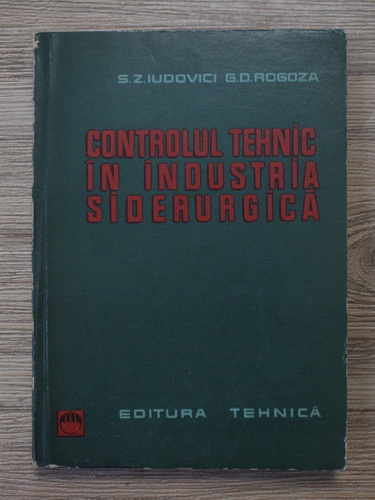 S.Z.IUDOVICI G.D.ROGOZA
CONTROLUL TEHNIC
ÎN INDUSTRIA
SIDERURGICĂ
EDITURA TEHNICĂ